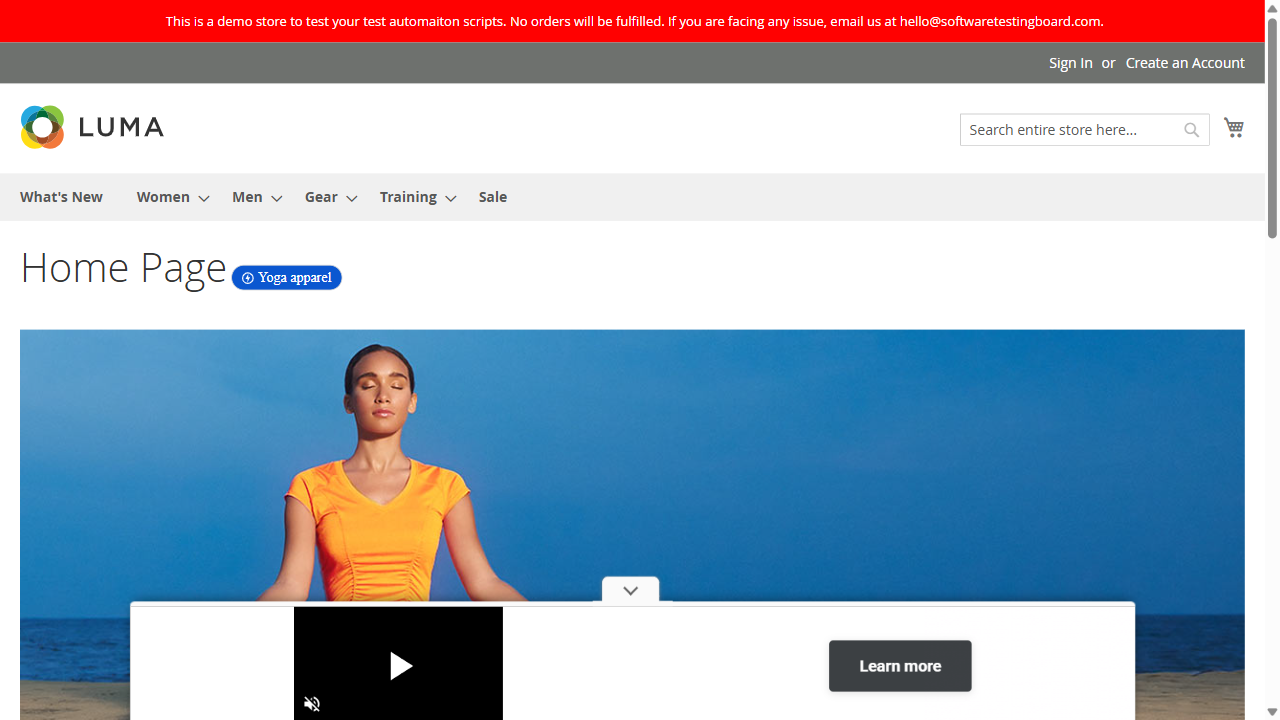 This is a demo store to test your test automaiton scripts. No orders will be fulfilled. If you are facing any issue, email us at hello@softwaretestingboard.com.
Sign In or Create an Account
LUMA
Search entire store here...
What's New Women Men Gear Training Sale
Home Page
Yoga apparel
Learn more